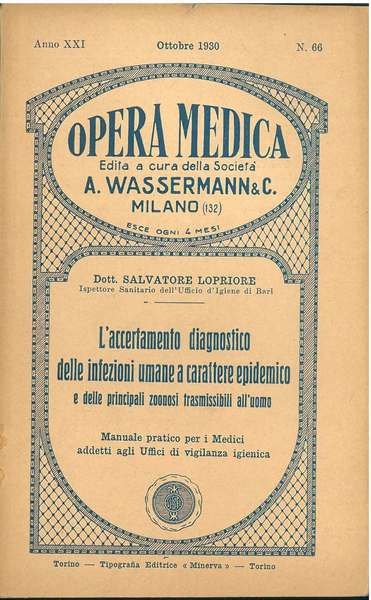 Anno XXI Ottobre 1930 N. 66
OPERA MEDICA
Edita a cura della Società
A. WASSERMANN & C.
MILANO (132)
ESCE OGNI 4 MESI
Dott. SALVATORE LOPRIORE
Ispettore Sanitario dell'Ufficio d'Igiene di Bari
L'accertamento diagnostico
delle infezioni umane a carattere epidemico
e delle principali zoonosi trasmissibili all'uomo
Manuale pratico per i Medici
addetti agli Uffici di vigilanza igienica
Torino — Tipografia Editrice « Minerva » — Torino